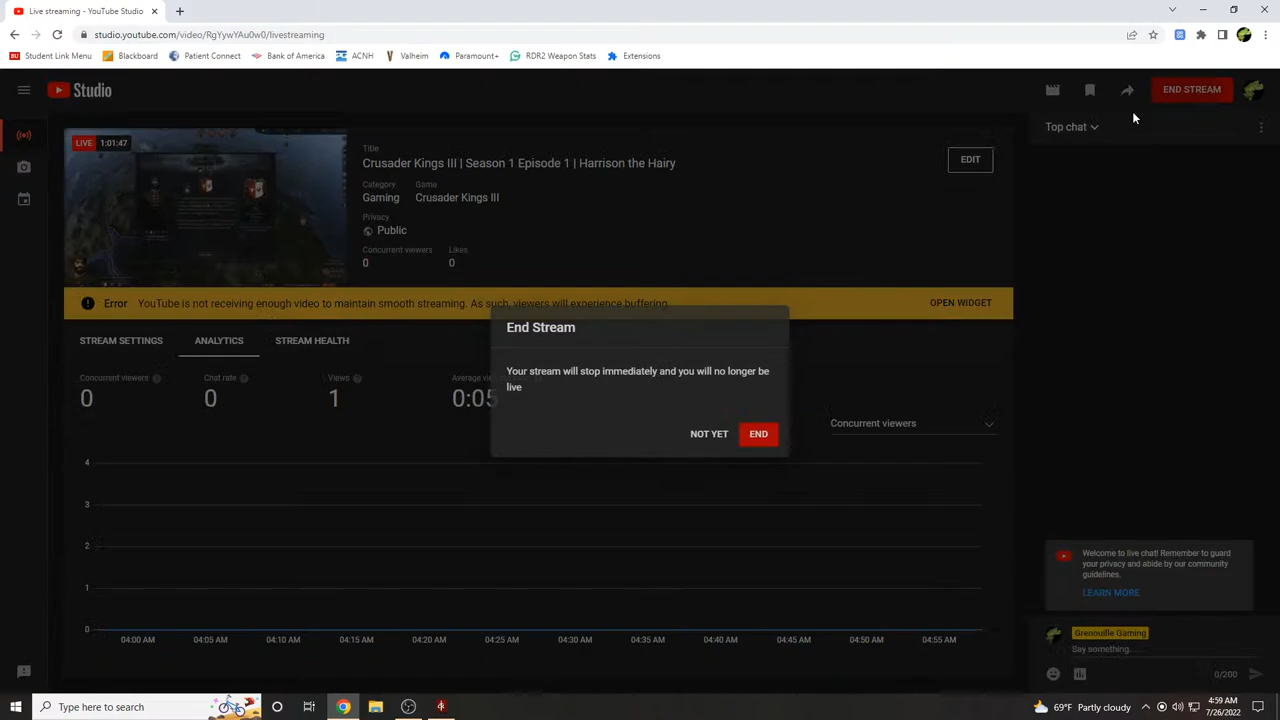 Live streaming - YouTube Studio
studio.youtube.com/video/RgYywYAu0w0/livestreaming
BU Student Link Menu Blackboard Patient Connect Bank of America ACNH Valheim Paramount+ RDR2 Weapon Stats Extensions
Studio END STREAM
LIVE 1:01:47
Title
Crusader Kings III | Season 1 Episode 1 | Harrison the Hairy
EDIT
Category Game
Gaming Crusader Kings III
Privacy
Public
Concurrent viewers Likes
0 0
Error YouTube is not receiving enough video to maintain smooth streaming. As such, viewers will experience buffering. OPEN WIDGET
STREAM SETTINGS ANALYTICS STREAM HEALTH
Concurrent viewers Chat rate Views Average
0 0 1 0:05
Concurrent viewers
End Stream
Your stream will stop immediately and you will no longer be
live
NOT YET END
4
3
2
1
0
04:00 AM 04:05 AM 04:10 AM 04:15 AM 04:20 AM 04:25 AM 04:30 AM 04:35 AM 04:40 AM 04:45 AM 04:50 AM 04:55 AM
Top chat
Welcome to live chat! Remember to guard
your privacy and abide by our community
guidelines.
LEARN MORE
Grenouille Gaming
Say something...
0/200
Type here to search
69°F Partly cloudy
4:59 AM
7/26/2022